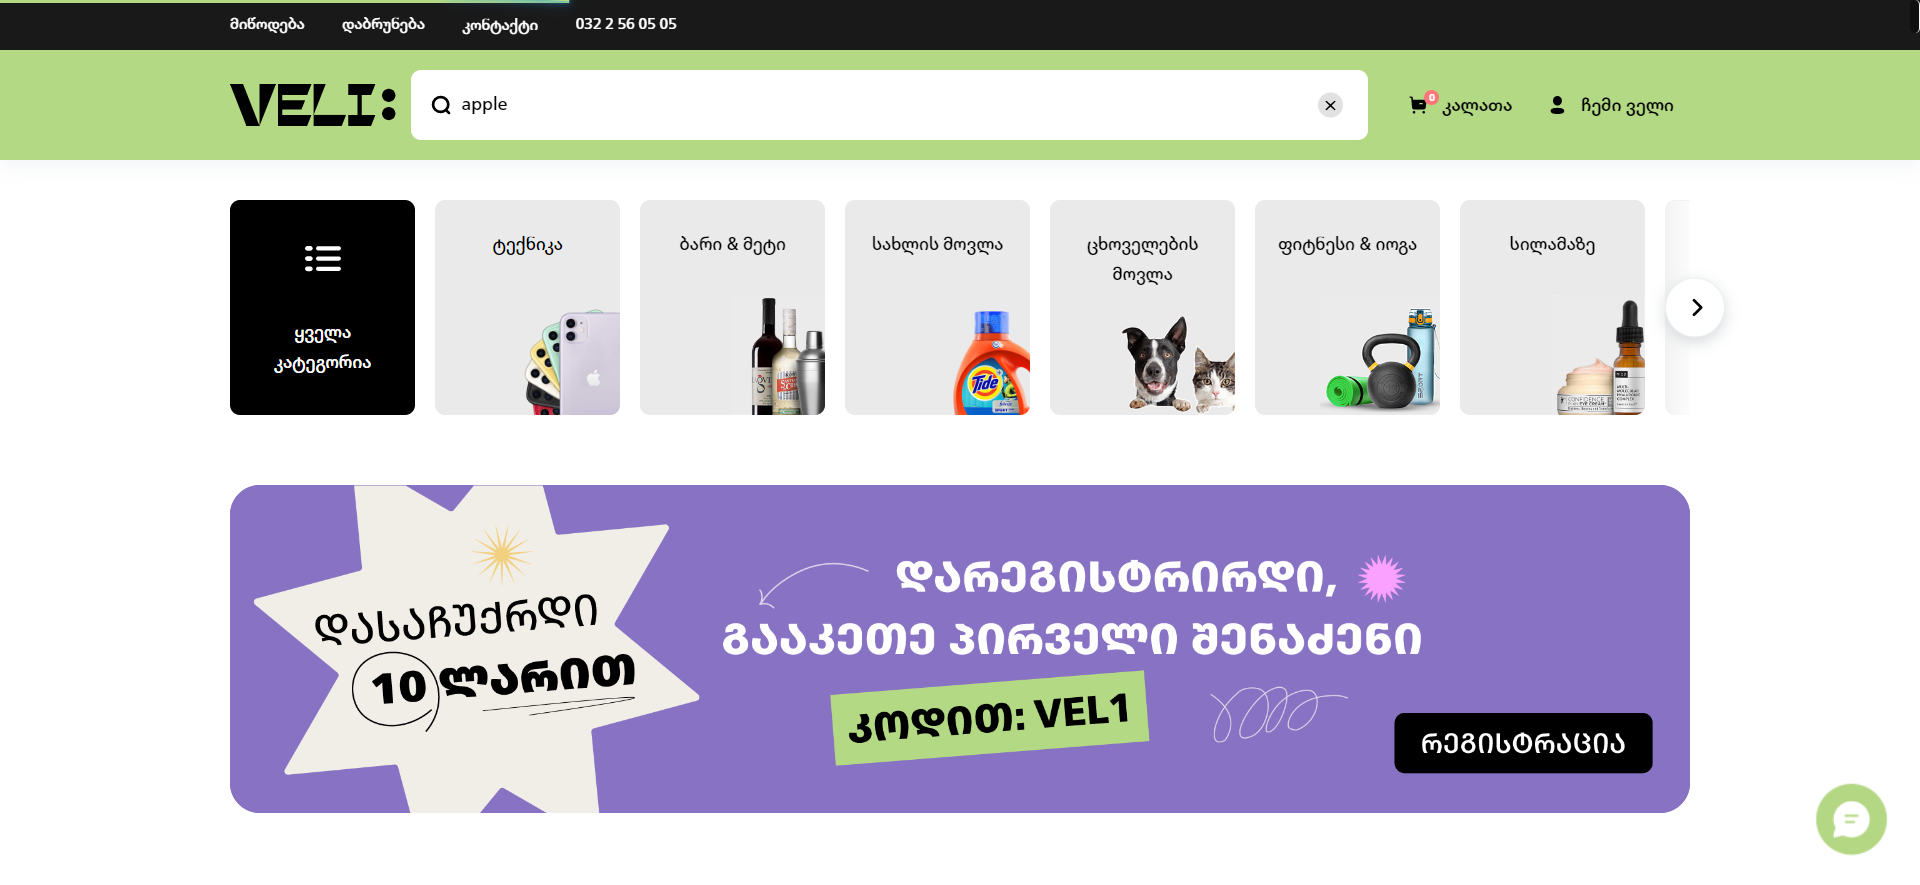 მიწოდება
დაბრუნება
კონტაქტი
032 2 56 05 05
VELI:
apple
0
კალათა
ჩემი ველი
ყველა
კატეგორია
ტექნიკა
ბარი & მეტი
სახლის მოვლა
ცხოველების
მოვლა
ფიტნესი & იოგა
სილამაზე
Tide
დასაჩუქრდი
10 ლარით
დარეგისტრირდი,
გააკეთე პირველი შენაძენი
კოდით: VEL1
რეგისტრაცია